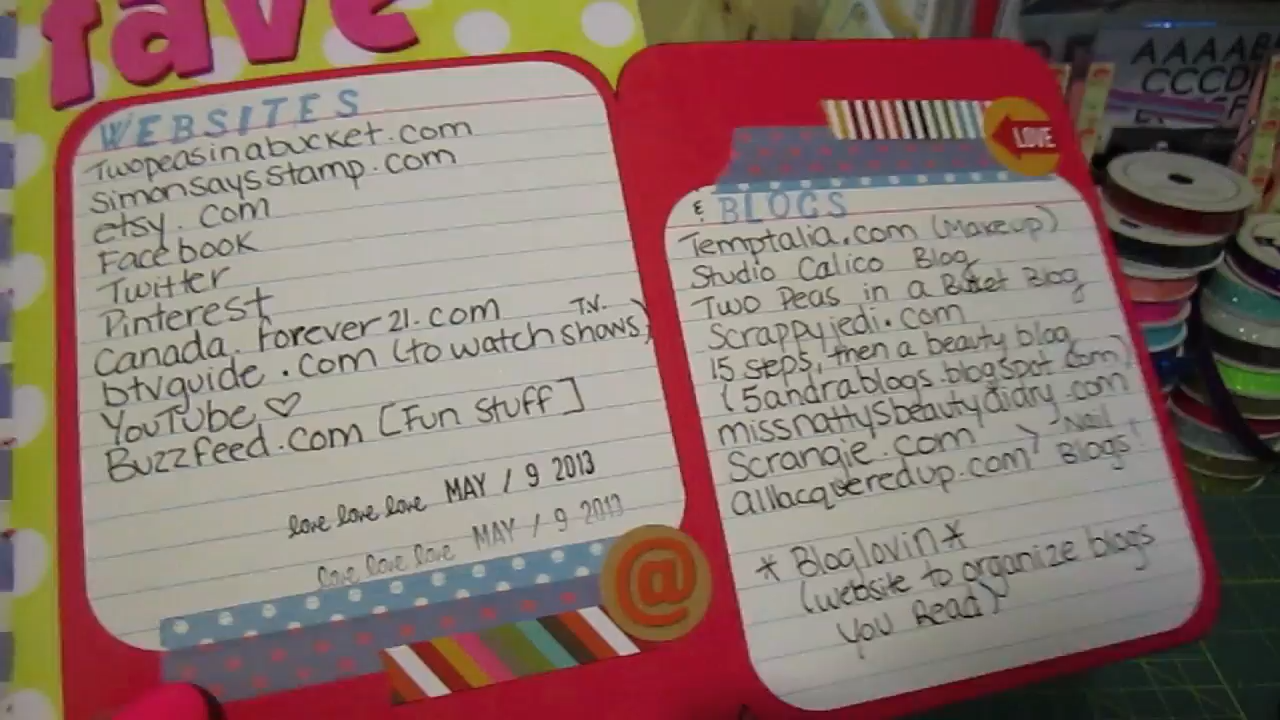 fave
WEBSITES
Twopeasinabucket.com
simonsaysstamp.com
etsy.com
Facebook
Twitter
Pinterest
canada.forever21.com
T.V.
btvguide.com (to watch shows)
YouTube ♡
Buzzfeed.com [Fun Stuff]
love love love MAY / 9 2013
love love love MAY / 9 2013
@
LOVE
& BLOGS
Temptalia.com (Makeup)
Studio Calico Blog
Two Peas in a Bucket Blog
Scrappyjedi.com
15 steps, then a beauty blog
(5andrablogs.blogspot.com)
missnattysbeautydiary.com
Scrangie.com > Nail
alllacqueredup.com Blogs!
* Bloglovin *
(website to organize blogs
you Read)
AAAAB
CCCD